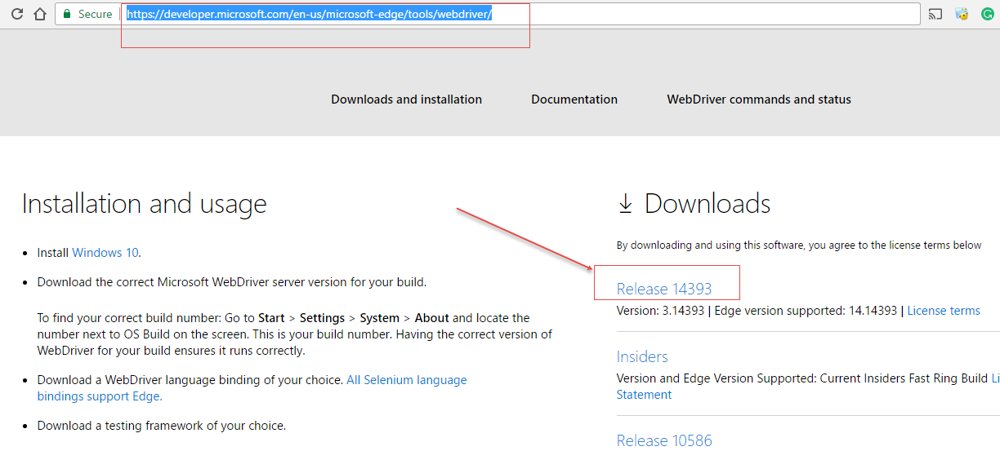 Secure
https://developer.microsoft.com/en-us/microsoft-edge/tools/webdriver/
Downloads and installation
Documentation
WebDriver commands and status
Installation and usage
Install Windows 10.
Download the correct Microsoft WebDriver server version for your build.
To find your correct build number: Go to Start > Settings > System > About and locate the
number next to OS Build on the screen. This is your build number. Having the correct version of
WebDriver for your build ensures it runs correctly.
Download a WebDriver language binding of your choice. All Selenium language
bindings support Edge.
Download a testing framework of your choice.
Downloads
By downloading and using this software, you agree to the license terms below
Release 14393
Version: 3.14393 | Edge version supported: 14.14393 | License terms
Insiders
Version and Edge Version Supported: Current Insiders Fast Ring Build Li
Statement
Release 10586